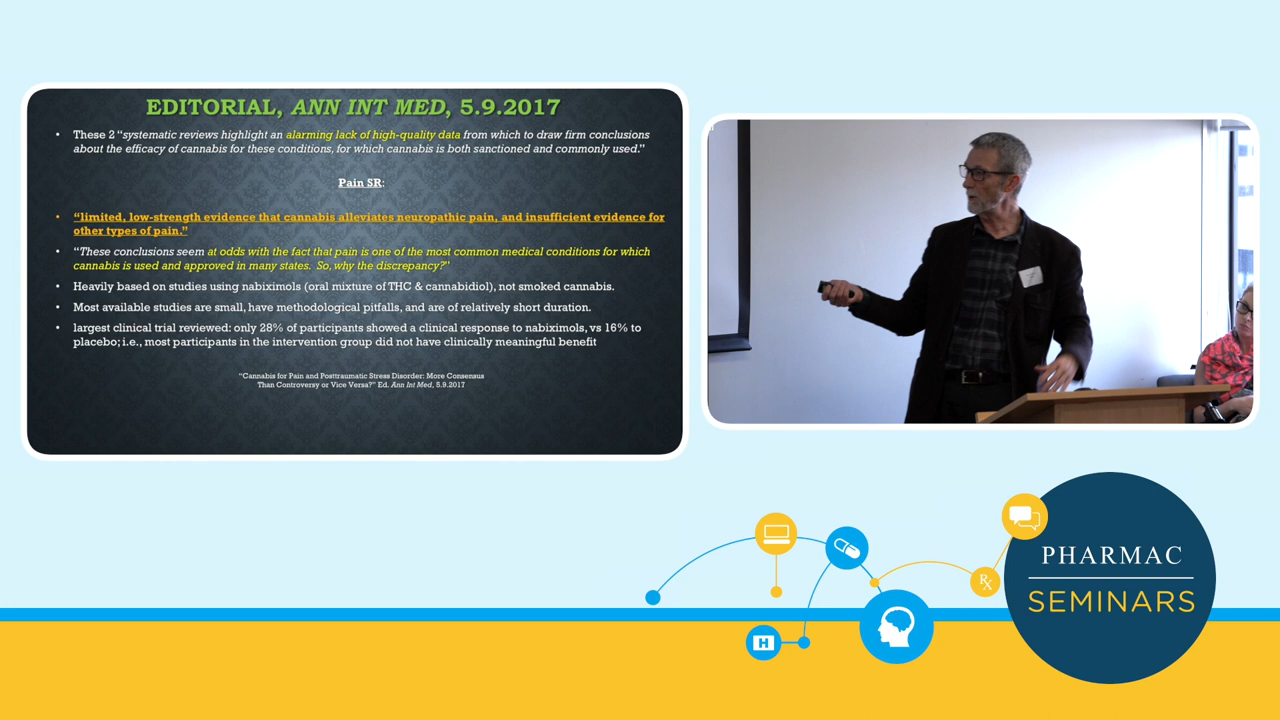 EDITORIAL, ANN INT MED, 5.9.2017
• These 2 “systematic reviews highlight an alarming lack of high-quality data from which to draw firm conclusions
about the efficacy of cannabis for these conditions, for which cannabis is both sanctioned and commonly used.”
Pain SR:
• “limited, low-strength evidence that cannabis alleviates neuropathic pain, and insufficient evidence for
other types of pain.”
• “These conclusions seem at odds with the fact that pain is one of the most common medical conditions for which
cannabis is used and approved in many states. So, why the discrepancy?”
• Heavily based on studies using nabiximols (oral mixture of THC & cannabidiol), not smoked cannabis.
• Most available studies are small, have methodological pitfalls, and are of relatively short duration.
• largest clinical trial reviewed: only 28% of participants showed a clinical response to nabiximols, vs 16% to
placebo; i.e., most participants in the intervention group did not have clinically meaningful benefit
“Cannabis for Pain and Posttraumatic Stress Disorder: More Consensus
Than Controversy or Vice Versa?” Ed. Ann Int Med, 5.9.2017
Rx
H
PHARMAC
SEMINARS